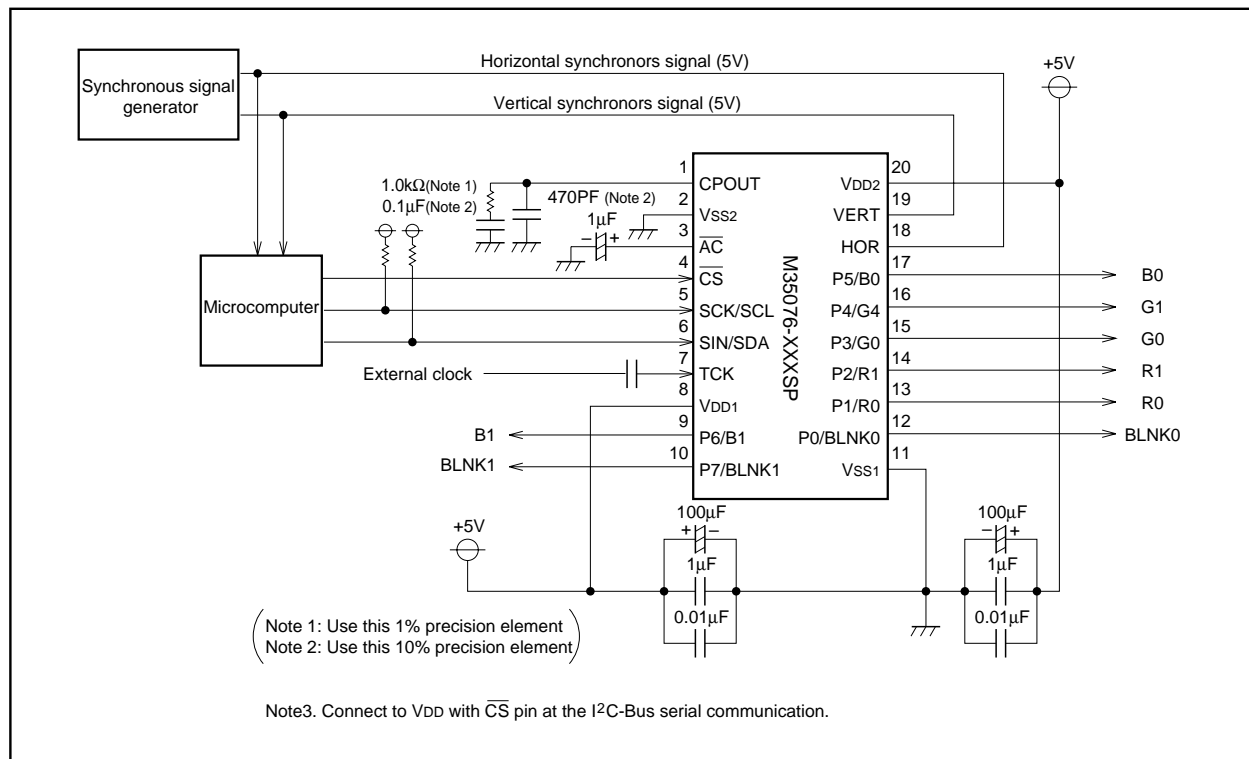 Synchronous signal
generator
Horizontal synchronors signal (5V)
Vertical synchronors signal (5V)
+5V
1.0kΩ(Note 1)
0.1µF(Note 2)
470PF (Note 2)
1µF
− +
Microcomputer
External clock
M35076-XXXSP
1 CPOUT
2 VSS2
3 A̅C̅
4 C̅S̅
5 SCK/SCL
6 SIN/SDA
7 TCK
8 VDD1
9 P6/B1
10 P7/BLNK1
B1
BLNK1
20 VDD2
19 VERT
18 HOR
17 P5/B0
16 P4/G4
15 P3/G0
14 P2/R1
13 P1/R0
12 P0/BLNK0
11 VSS1
B0
G1
G0
R1
R0
BLNK0
+5V
100µF
+ −
1µF
0.01µF
100µF
− +
1µF
0.01µF
Note 1: Use this 1% precision element
Note 2: Use this 10% precision element
Note3. Connect to VDD with C̅S̅ pin at the I²C-Bus serial communication.